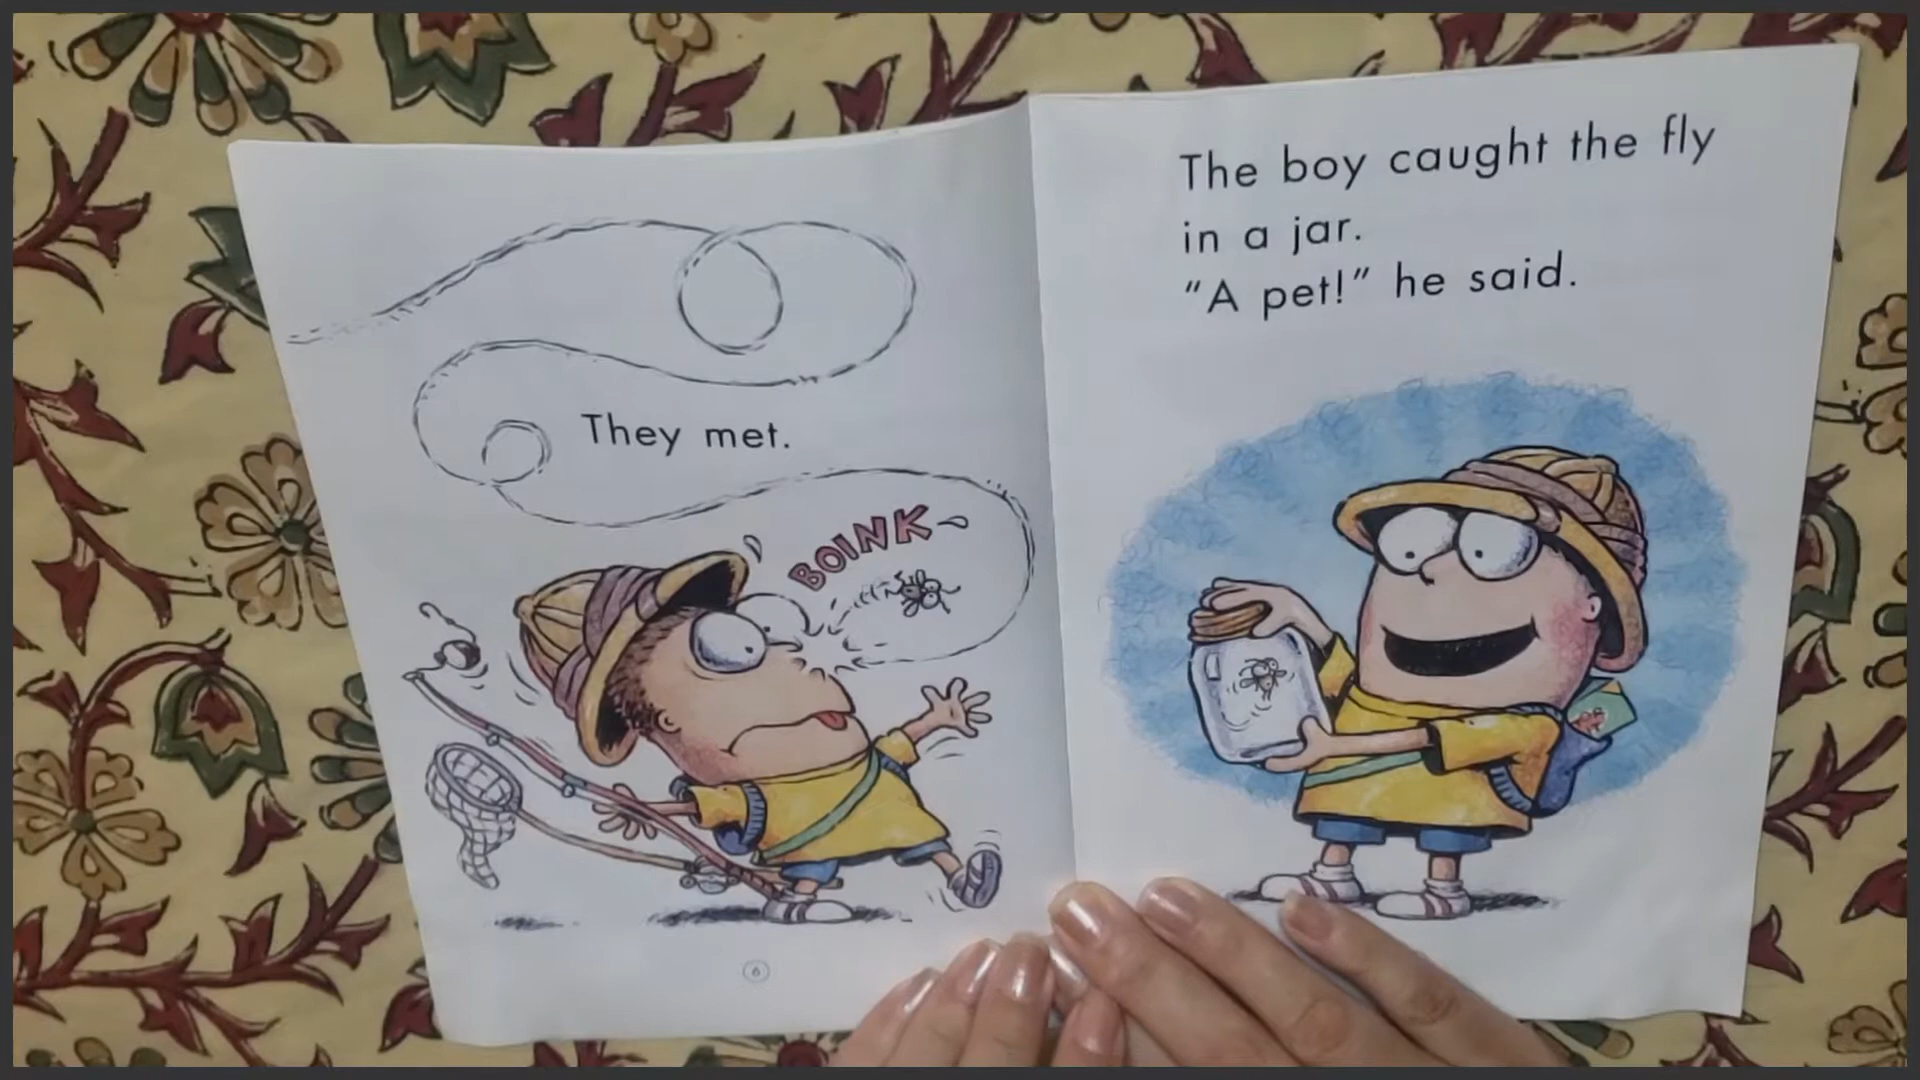 They met.
BOINK
6
The boy caught the fly
in a jar.
"A pet!" he said.